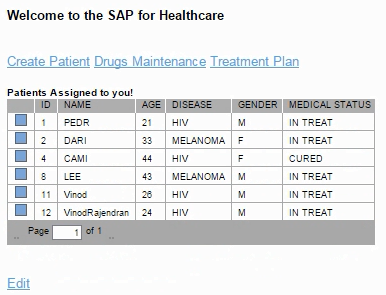 Welcome to the SAP for Healthcare
Create Patient Drugs Maintenance Treatment Plan
Patients Assigned to you!
ID NAME AGE DISEASE GENDER MEDICAL STATUS
1 PEDR 21 HIV M IN TREAT
2 DARI 33 MELANOMA F IN TREAT
4 CAMI 44 HIV F CURED
8 LEE 43 MELANOMA M IN TREAT
11 Vinod 26 HIV M IN TREAT
12 VinodRajendran 24 HIV M IN TREAT
.. Page 1 of 1 ..
Edit